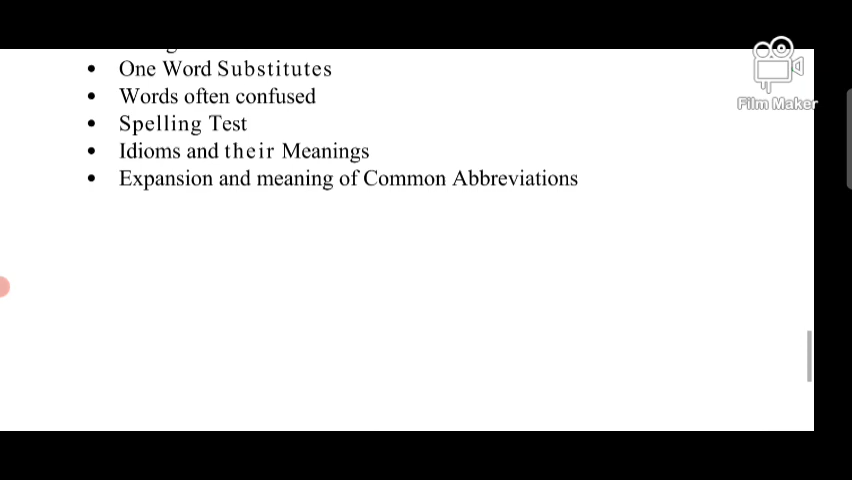 • One Word Substitutes
• Words often confused
• Spelling Test
• Idioms and their Meanings
• Expansion and meaning of Common Abbreviations
Film Maker